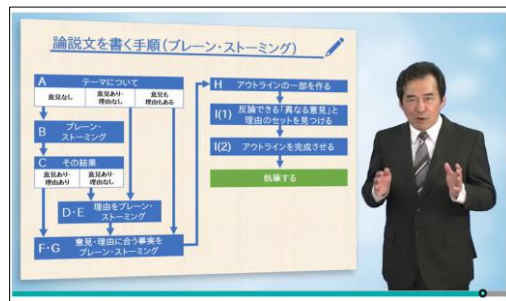 論説文を書く手順(ブレーン・ストーミング)
A テーマについて
意見なし
意見あり・
理由なし
意見も
理由もある
B ブレーン・
ストーミング
C その結果
意見あり・
理由あり
意見あり・
理由なし
D・E 理由をブレーン・
ストーミング
F・G 意見・理由に合う事実を
ブレーン・ストーミング
H アウトラインの一部を作る
I(1) 反論できる「異なる意見」と
理由のセットを見つける
I(2) アウトラインを完成させる
執筆する